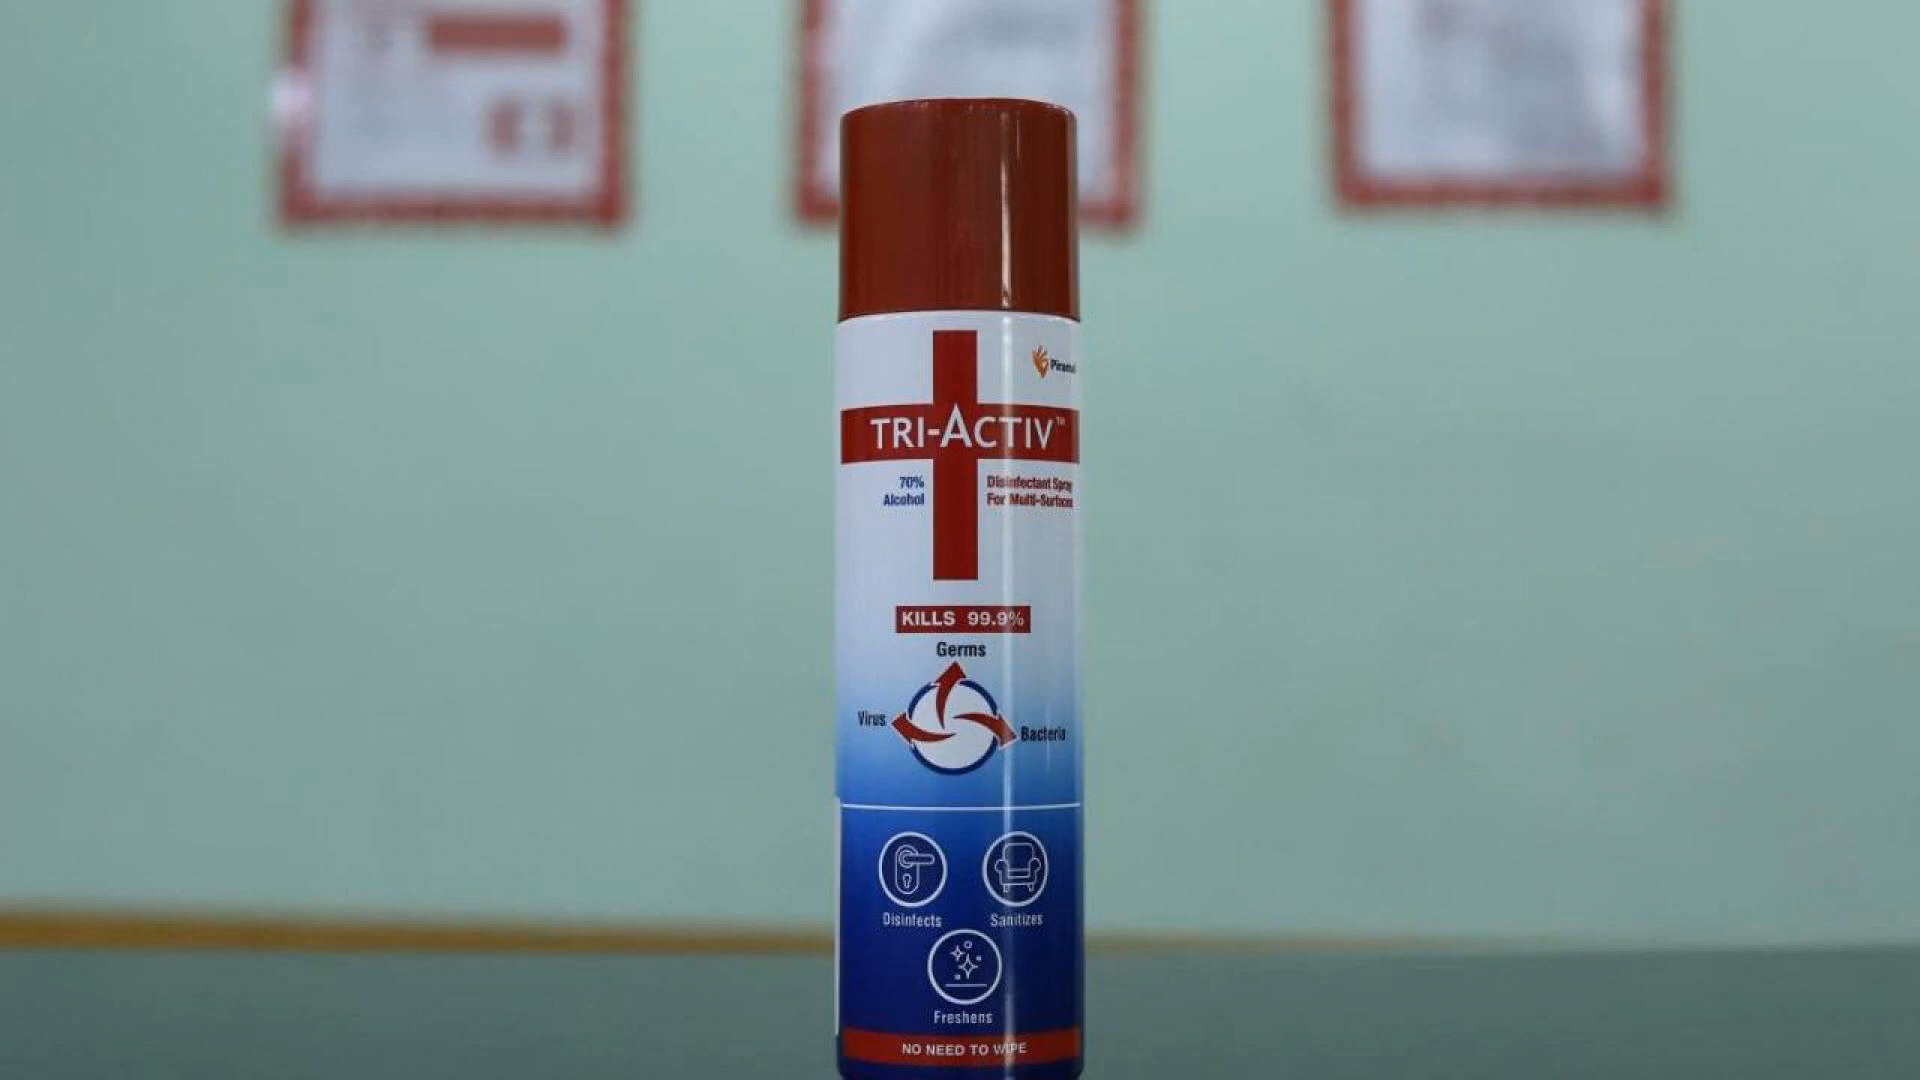 Piramal
TRI-ACTIV™
70%
Alcohol
Disinfectant Spray
For Multi-Surfaces
KILLS 99.9%
Germs
Virus
Bacteria
Disinfects
Sanitizes
Freshens
NO NEED TO WIPE